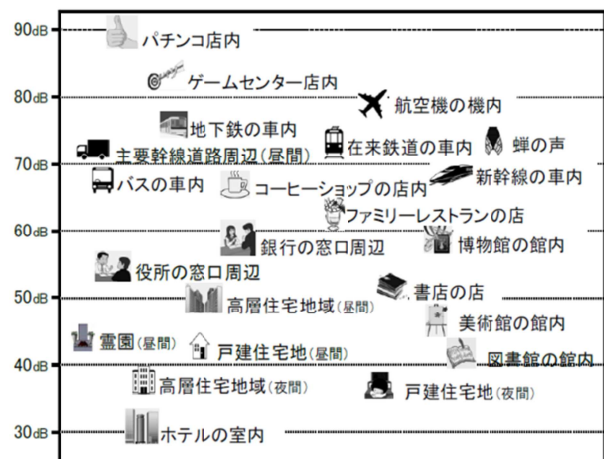 90dB
パチンコ店内
ゲームセンター店内
80dB
航空機の機内
地下鉄の車内
在来鉄道の車内
蝉の声
主要幹線道路周辺(昼間)
70dB
バスの車内
コーヒーショップの店内
新幹線の車内
ファミリーレストランの店
60dB
銀行の窓口周辺
博物館の館内
役所の窓口周辺
50dB
書店の店
高層住宅地域(昼間)
美術館の館内
霊園(昼間)
戸建住宅地(昼間)
図書館の館内
40dB
高層住宅地域(夜間)
戸建住宅地(夜間)
30dB
ホテルの室内